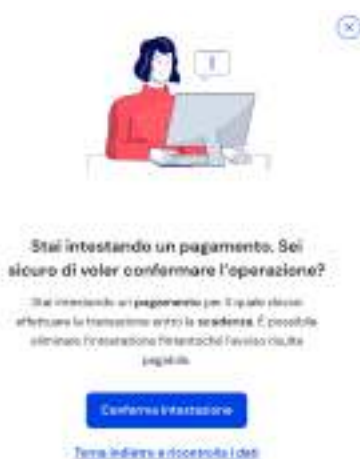 Stai intestando un pagamento. Sei
sicuro di voler confermare l'operazione?
Stai intestando un pagamento per il quale dovrai
effettuare la transazione entro la scadenza. È possibile
eliminare l'intestazione fintantoché l'avviso risulta
pagabile.
Conferma intestazione
Torna indietro e ricontrolla i dati